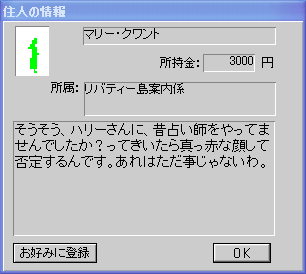 住人の情報
マリー・クワント
所持金: 3000 円
所属: リバティー島案内係
そうそう、ハリーさんに、昔占い師をやってま
せんでしたか？ってきいたら真っ赤な顔して
否定するんです。あれはただ事じゃないわ。
お好みに登録
OK